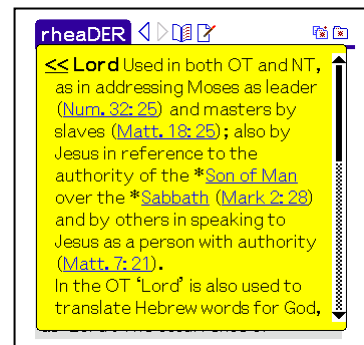 rheaDER
<< Lord Used in both OT and NT,
as in addressing Moses as leader
(Num. 32: 25) and masters by
slaves (Matt. 18: 25); also by
Jesus in reference to the
authority of the *Son of Man
over the *Sabbath (Mark 2: 28)
and by others in speaking to
Jesus as a person with authority
(Matt. 7: 21).
In the OT ‘Lord’ is also used to
translate Hebrew words for God,